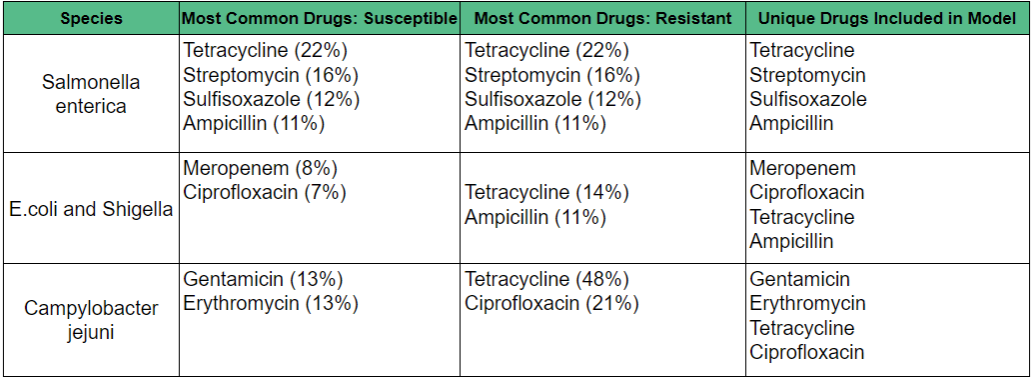 Species
Most Common Drugs: Susceptible
Most Common Drugs: Resistant
Unique Drugs Included in Model
Salmonella
enterica
Tetracycline (22%)
Streptomycin (16%)
Sulfisoxazole (12%)
Ampicillin (11%)
Tetracycline (22%)
Streptomycin (16%)
Sulfisoxazole (12%)
Ampicillin (11%)
Tetracycline
Streptomycin
Sulfisoxazole
Ampicillin
E.coli and Shigella
Meropenem (8%)
Ciprofloxacin (7%)
Tetracycline (14%)
Ampicillin (11%)
Meropenem
Ciprofloxacin
Tetracycline
Ampicillin
Campylobacter
jejuni
Gentamicin (13%)
Erythromycin (13%)
Tetracycline (48%)
Ciprofloxacin (21%)
Gentamicin
Erythromycin
Tetracycline
Ciprofloxacin